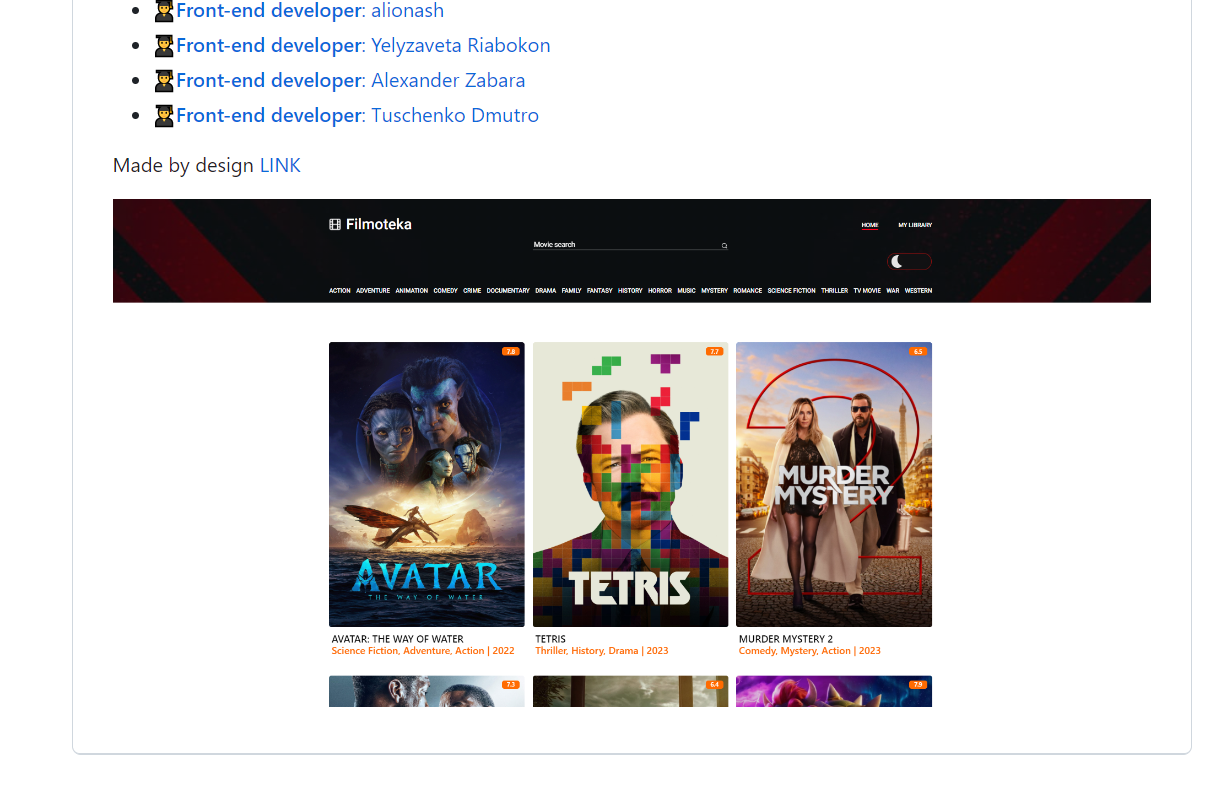 Front-end developer: alionash
Front-end developer: Yelyzaveta Riabokon
Front-end developer: Alexander Zabara
Front-end developer: Tuschenko Dmutro
Made by design LINK
Filmoteka
HOME MY LIBRARY
Movie search
ACTION ADVENTURE ANIMATION COMEDY CRIME DOCUMENTARY DRAMA FAMILY FANTASY HISTORY HORROR MUSIC MYSTERY ROMANCE SCIENCE FICTION THRILLER TV MOVIE WAR WESTERN
7.8 7.7 6.5
AVATAR
THE WAY OF WATER
TETRIS
2
MURDER
MYSTERY
AVATAR: THE WAY OF WATER
Science Fiction, Adventure, Action | 2022
TETRIS
Thriller, History, Drama | 2023
MURDER MYSTERY 2
Comedy, Mystery, Action | 2023
7.3 6.4 7.9